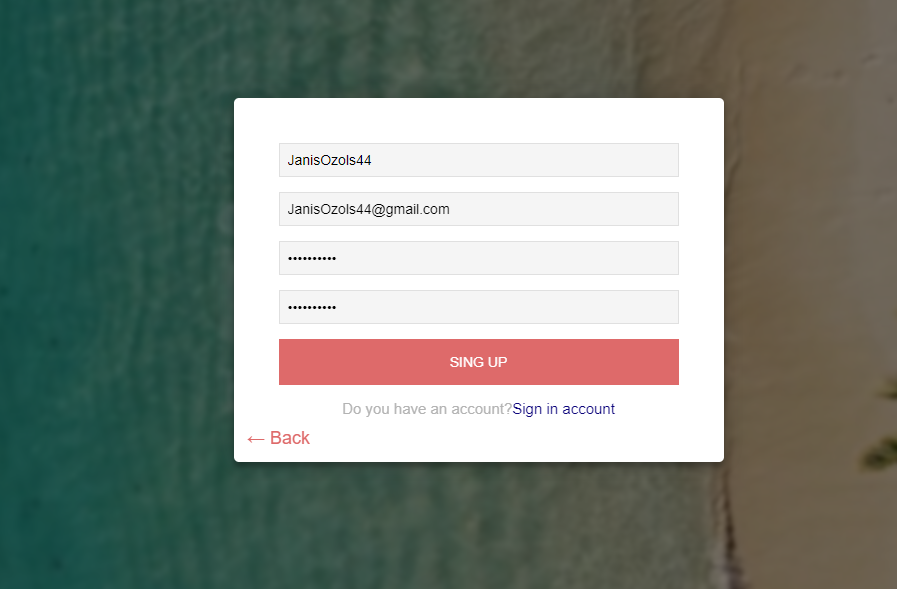 JanisOzols44
JanisOzols44@gmail.com
••••••••••
••••••••••
SING UP
Do you have an account?Sign in account
← Back